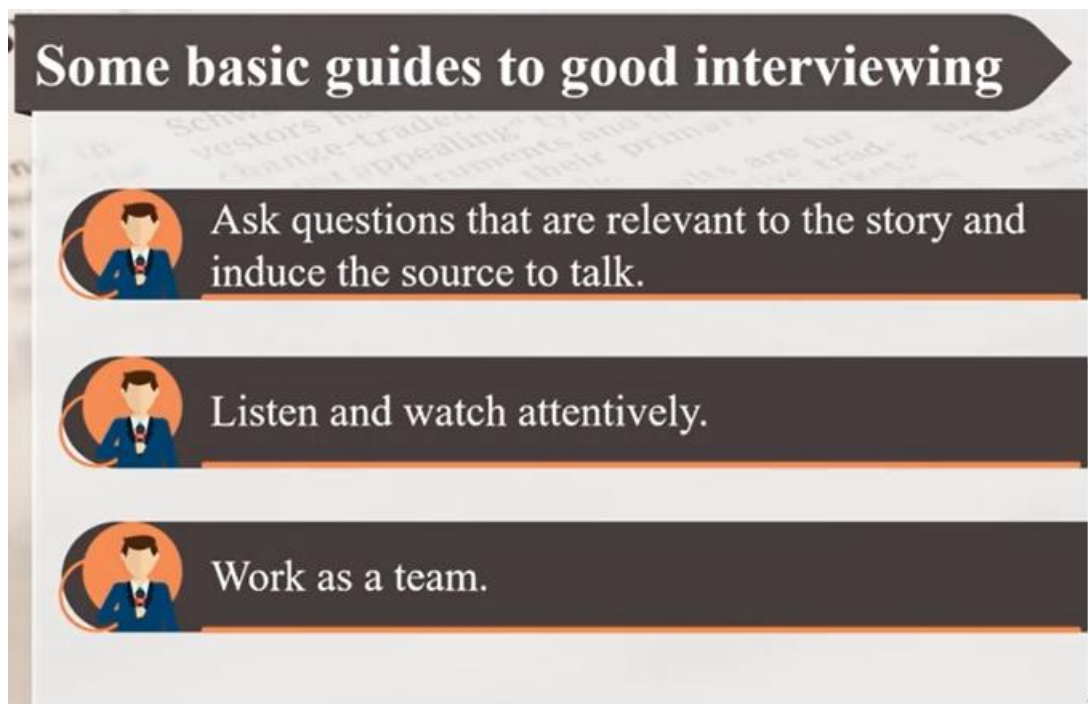 Some basic guides to good interviewing
Ask questions that are relevant to the story and
induce the source to talk.
Listen and watch attentively.
Work as a team.